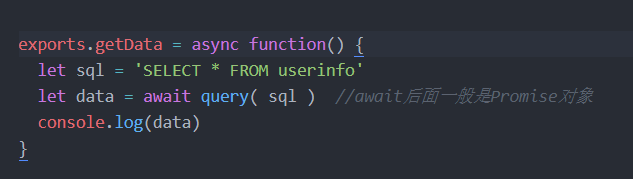 exports.getData = async function() {
let sql = 'SELECT * FROM userinfo'
let data = await query( sql ) //await后面一般是Promise对象
console.log(data)
}